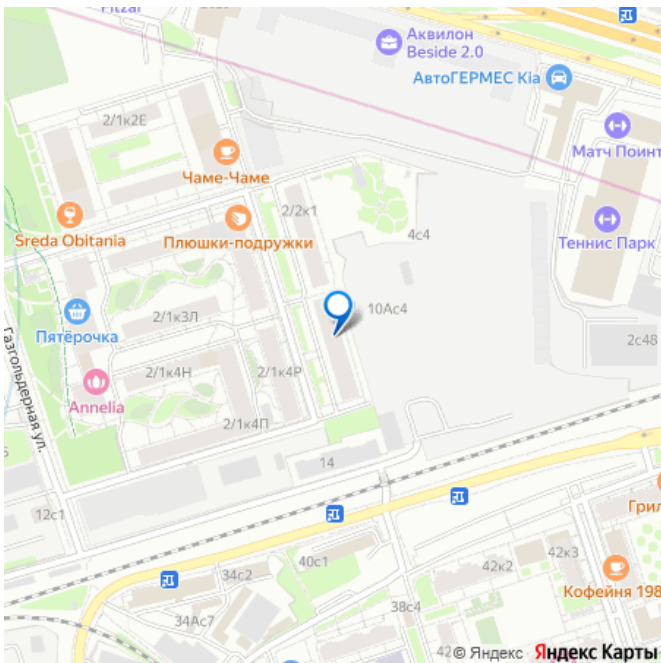 Аквилон
Beside 2.0
АвтоГЕРМЕС Kia
2/1к2Е
Матч Поинт
Чаме-Чаме
2/2к1
Sreda Obitania
Плюшки-подружки
4с4
Теннис Парк
10Ас4
2/1к3Л
Пятёрочка
2с48
2/1к4Н
2/1к4Р
Annelia
Газгольдерная ул.
2/1к4П
14
12с1
Грил
40с1
42к3
34с2
42к2
Кофейня 198
38с4
34Ас7
42
© Яндекс Яндекс Карты